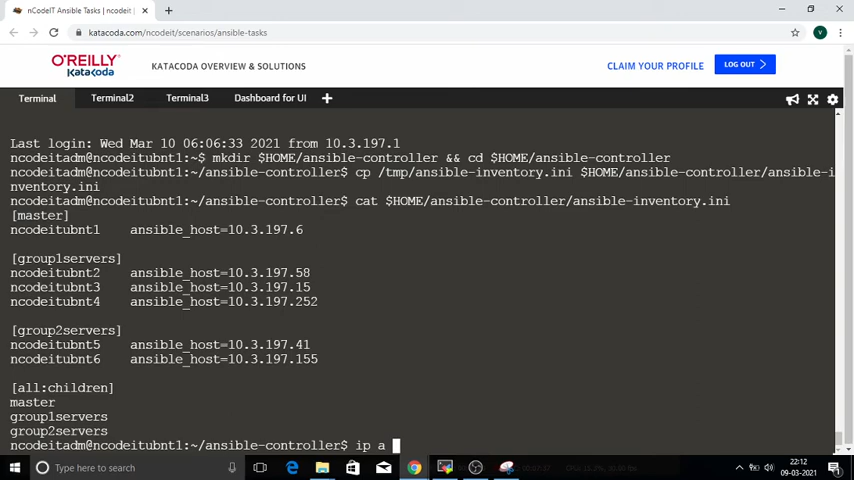 nCodeIT Ansible Tasks | ncodeit
katacoda.com/ncodeit/scenarios/ansible-tasks
V
O'REILLY
Katacoda
KATACODA OVERVIEW & SOLUTIONS
CLAIM YOUR PROFILE
LOG OUT
Terminal
Terminal2
Terminal3
Dashboard for UI
Last login: Wed Mar 10 06:06:33 2021 from 10.3.197.1
ncodeitadm@ncodeitubnt1:~$ mkdir $HOME/ansible-controller && cd $HOME/ansible-controller
ncodeitadm@ncodeitubnt1:~/ansible-controller$ cp /tmp/ansible-inventory.ini $HOME/ansible-controller/ansible-i
nventory.ini
ncodeitadm@ncodeitubnt1:~/ansible-controller$ cat $HOME/ansible-controller/ansible-inventory.ini
[master]
ncodeitubnt1 ansible_host=10.3.197.6
[group1servers]
ncodeitubnt2 ansible_host=10.3.197.58
ncodeitubnt3 ansible_host=10.3.197.15
ncodeitubnt4 ansible_host=10.3.197.252
[group2servers]
ncodeitubnt5 ansible_host=10.3.197.41
ncodeitubnt6 ansible_host=10.3.197.155
[all:children]
master
group1servers
group2servers
ncodeitadm@ncodeitubnt1:~/ansible-controller$ ip a
Type here to search
22:12
09-03-2021